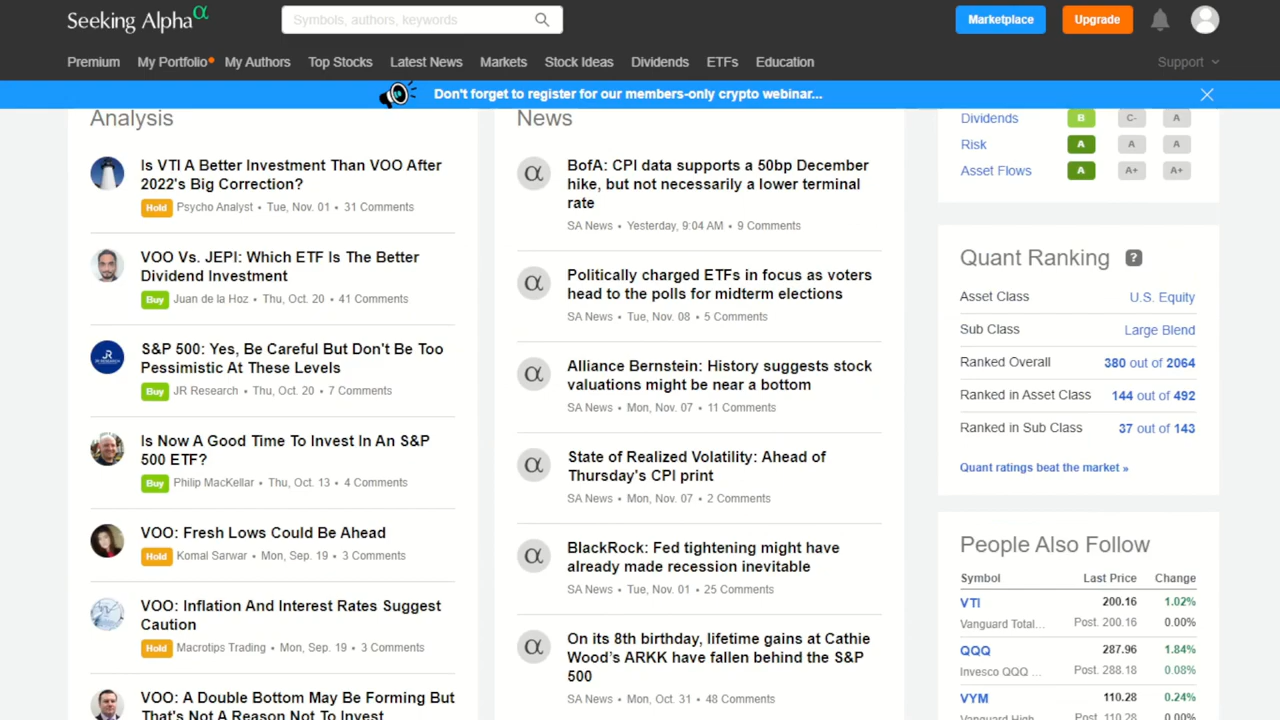 Seeking Alpha α
Symbols, authors, keywords
Marketplace
Upgrade
Premium My Portfolio My Authors Top Stocks Latest News Markets Stock Ideas Dividends ETFs Education Support
Don't forget to register for our members-only crypto webinar...
Analysis
Is VTI A Better Investment Than VOO After
2022's Big Correction?
Hold Psycho Analyst • Tue, Nov. 01 • 31 Comments
VOO Vs. JEPI: Which ETF Is The Better
Dividend Investment
Buy Juan de la Hoz • Thu, Oct. 20 • 41 Comments
S&P 500: Yes, Be Careful But Don't Be Too
Pessimistic At These Levels
Buy JR Research • Thu, Oct. 20 • 7 Comments
Is Now A Good Time To Invest In An S&P
500 ETF?
Buy Philip MacKellar • Thu, Oct. 13 • 4 Comments
VOO: Fresh Lows Could Be Ahead
Hold Komal Sarwar • Mon, Sep. 19 • 3 Comments
VOO: Inflation And Interest Rates Suggest
Caution
Hold Macrotips Trading • Mon, Sep. 19 • 3 Comments
VOO: A Double Bottom May Be Forming But
That's Not A Reason Not To Invest
News
α
BofA: CPI data supports a 50bp December
hike, but not necessarily a lower terminal
rate
SA News • Yesterday, 9:04 AM • 9 Comments
α
Politically charged ETFs in focus as voters
head to the polls for midterm elections
SA News • Tue, Nov. 08 • 5 Comments
α
Alliance Bernstein: History suggests stock
valuations might be near a bottom
SA News • Mon, Nov. 07 • 11 Comments
α
State of Realized Volatility: Ahead of
Thursday's CPI print
SA News • Mon, Nov. 07 • 2 Comments
α
BlackRock: Fed tightening might have
already made recession inevitable
SA News • Tue, Nov. 01 • 25 Comments
α
On its 8th birthday, lifetime gains at Cathie
Wood's ARKK have fallen behind the S&P
500
SA News • Mon, Oct. 31 • 48 Comments
Dividends B C- A
Risk A A A
Asset Flows A A+ A+
Quant Ranking ?
Asset Class U.S. Equity
Sub Class Large Blend
Ranked Overall 380 out of 2064
Ranked in Asset Class 144 out of 492
Ranked in Sub Class 37 out of 143
Quant ratings beat the market »
People Also Follow
Symbol Last Price Change
VTI 200.16 1.02%
Vanguard Total... Post. 200.16 0.00%
QQQ 287.96 1.84%
Invesco QQQ ... Post. 288.18 0.08%
VYM 110.28 0.24%
Vanguard High... Post. 110.28 0.00%